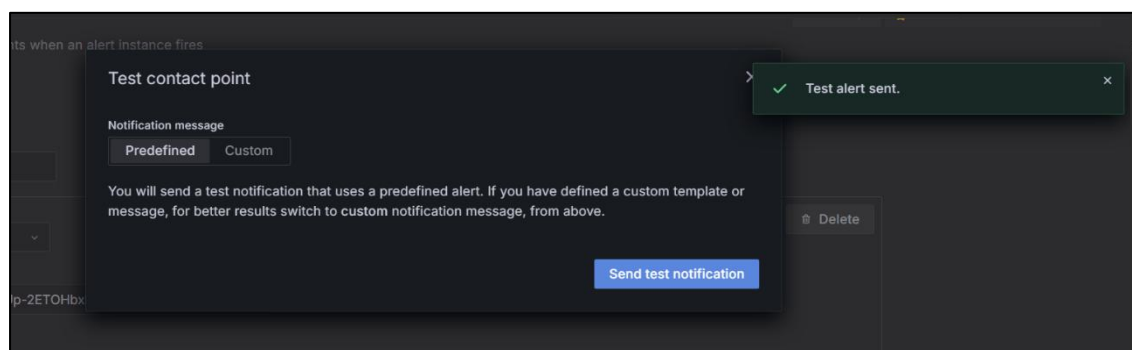 nts when an alert instance fires
Test contact point
Test alert sent.
Notification message
Predefined Custom
You will send a test notification that uses a predefined alert. If you have defined a custom template or
message, for better results switch to custom notification message, from above.
Delete
Send test notification
Jp-2ETOHbx